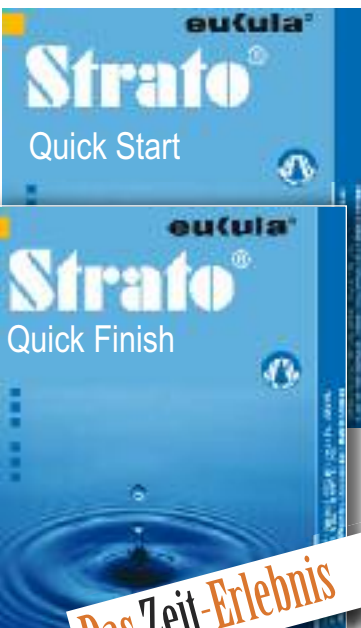 eukula®
Strato®
Quick Start
eukula®
Strato®
Quick Finish
Das Zeit-Erlebnis